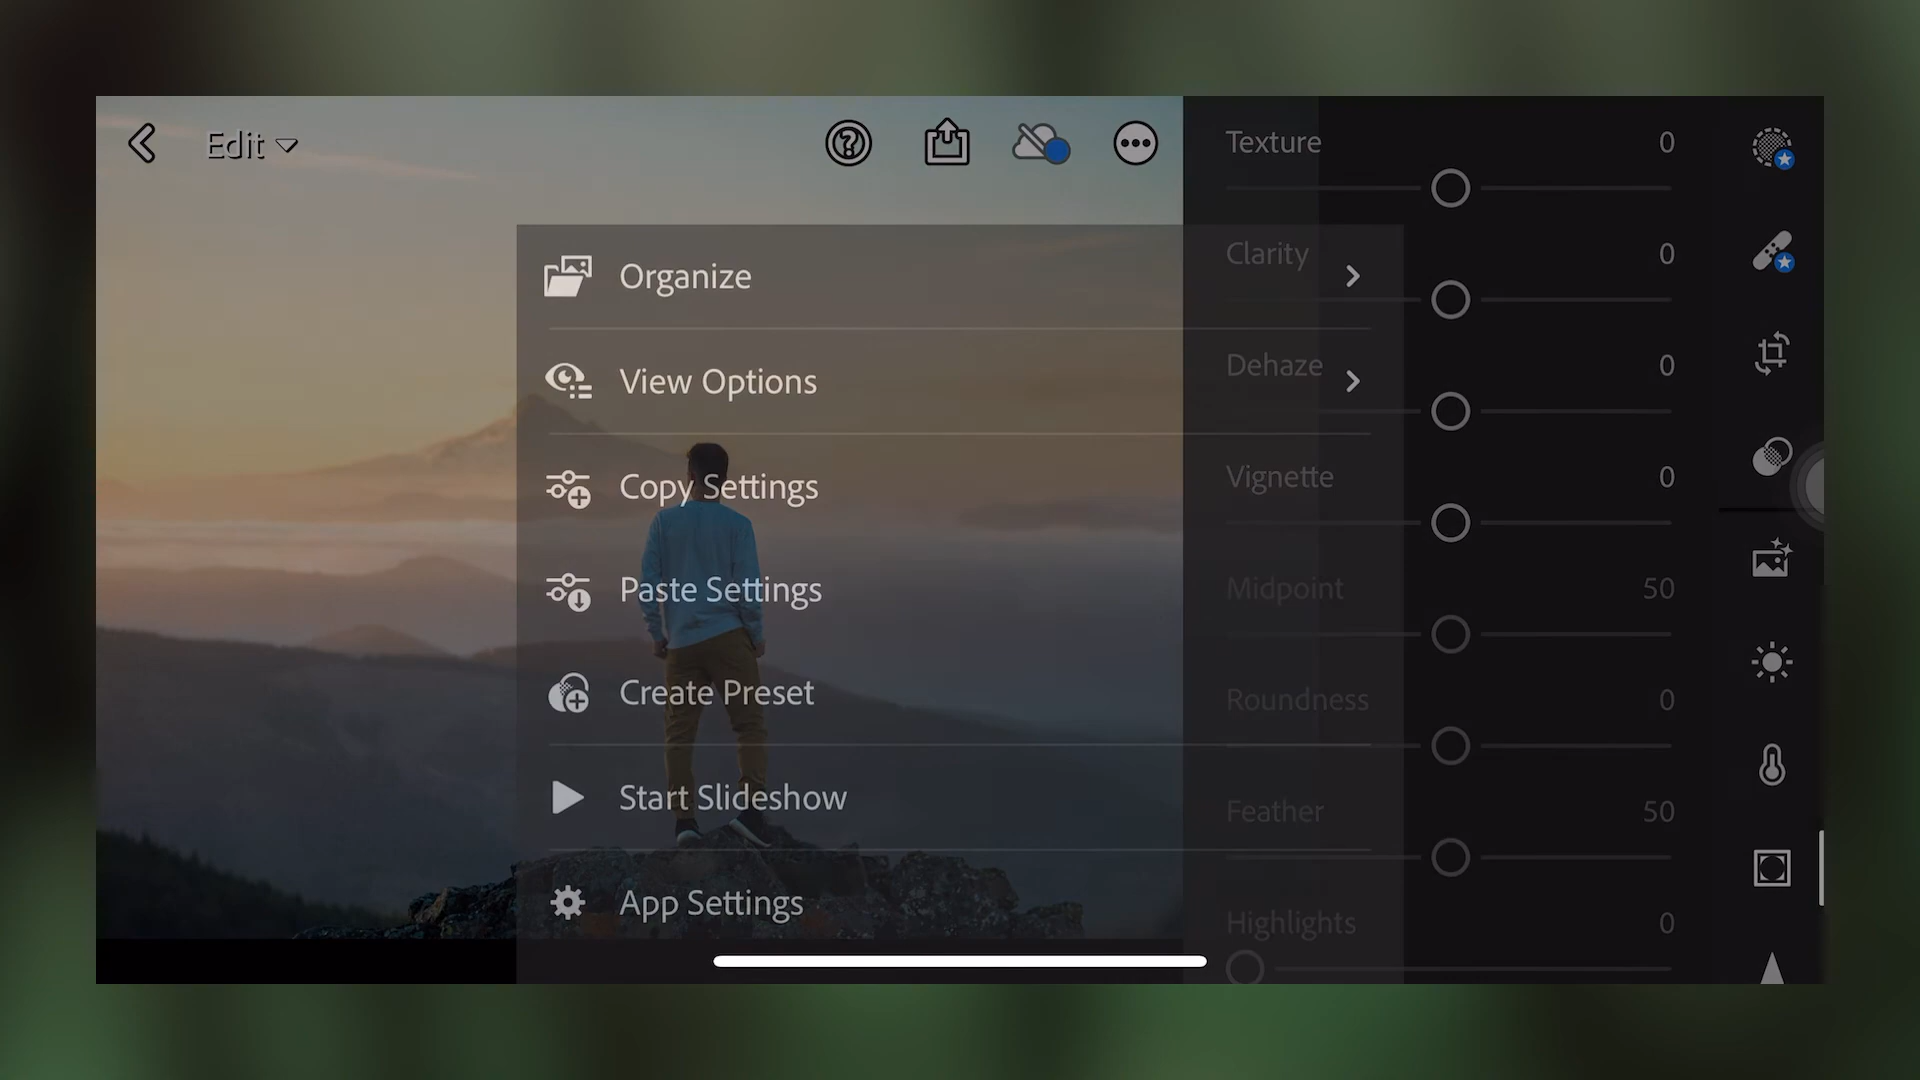 Edit
Texture 0
Clarity 0
Dehaze 0
Vignette 0
Midpoint 50
Roundness 0
Feather 50
Highlights 0
Organize
View Options
Copy Settings
Paste Settings
Create Preset
Start Slideshow
App Settings